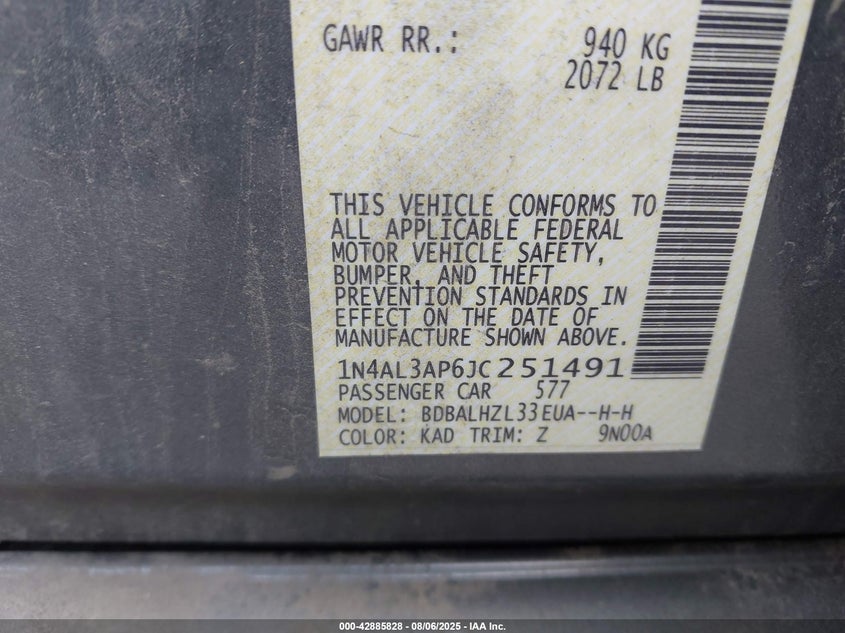 GAWR RR.: 940 KG
2072 LB
THIS VEHICLE CONFORMS TO
ALL APPLICABLE FEDERAL
MOTOR VEHICLE SAFETY,
BUMPER, AND THEFT
PREVENTION STANDARDS IN
EFFECT ON THE DATE OF
MANUFACTURE SHOWN ABOVE.
1N4AL3AP6JC251491
PASSENGER CAR 577
MODEL: BDBALHZL33EUA--H-H
COLOR: KAD TRIM: Z 9N00A
000-42885828 - 08/06/2025 - IAA Inc.